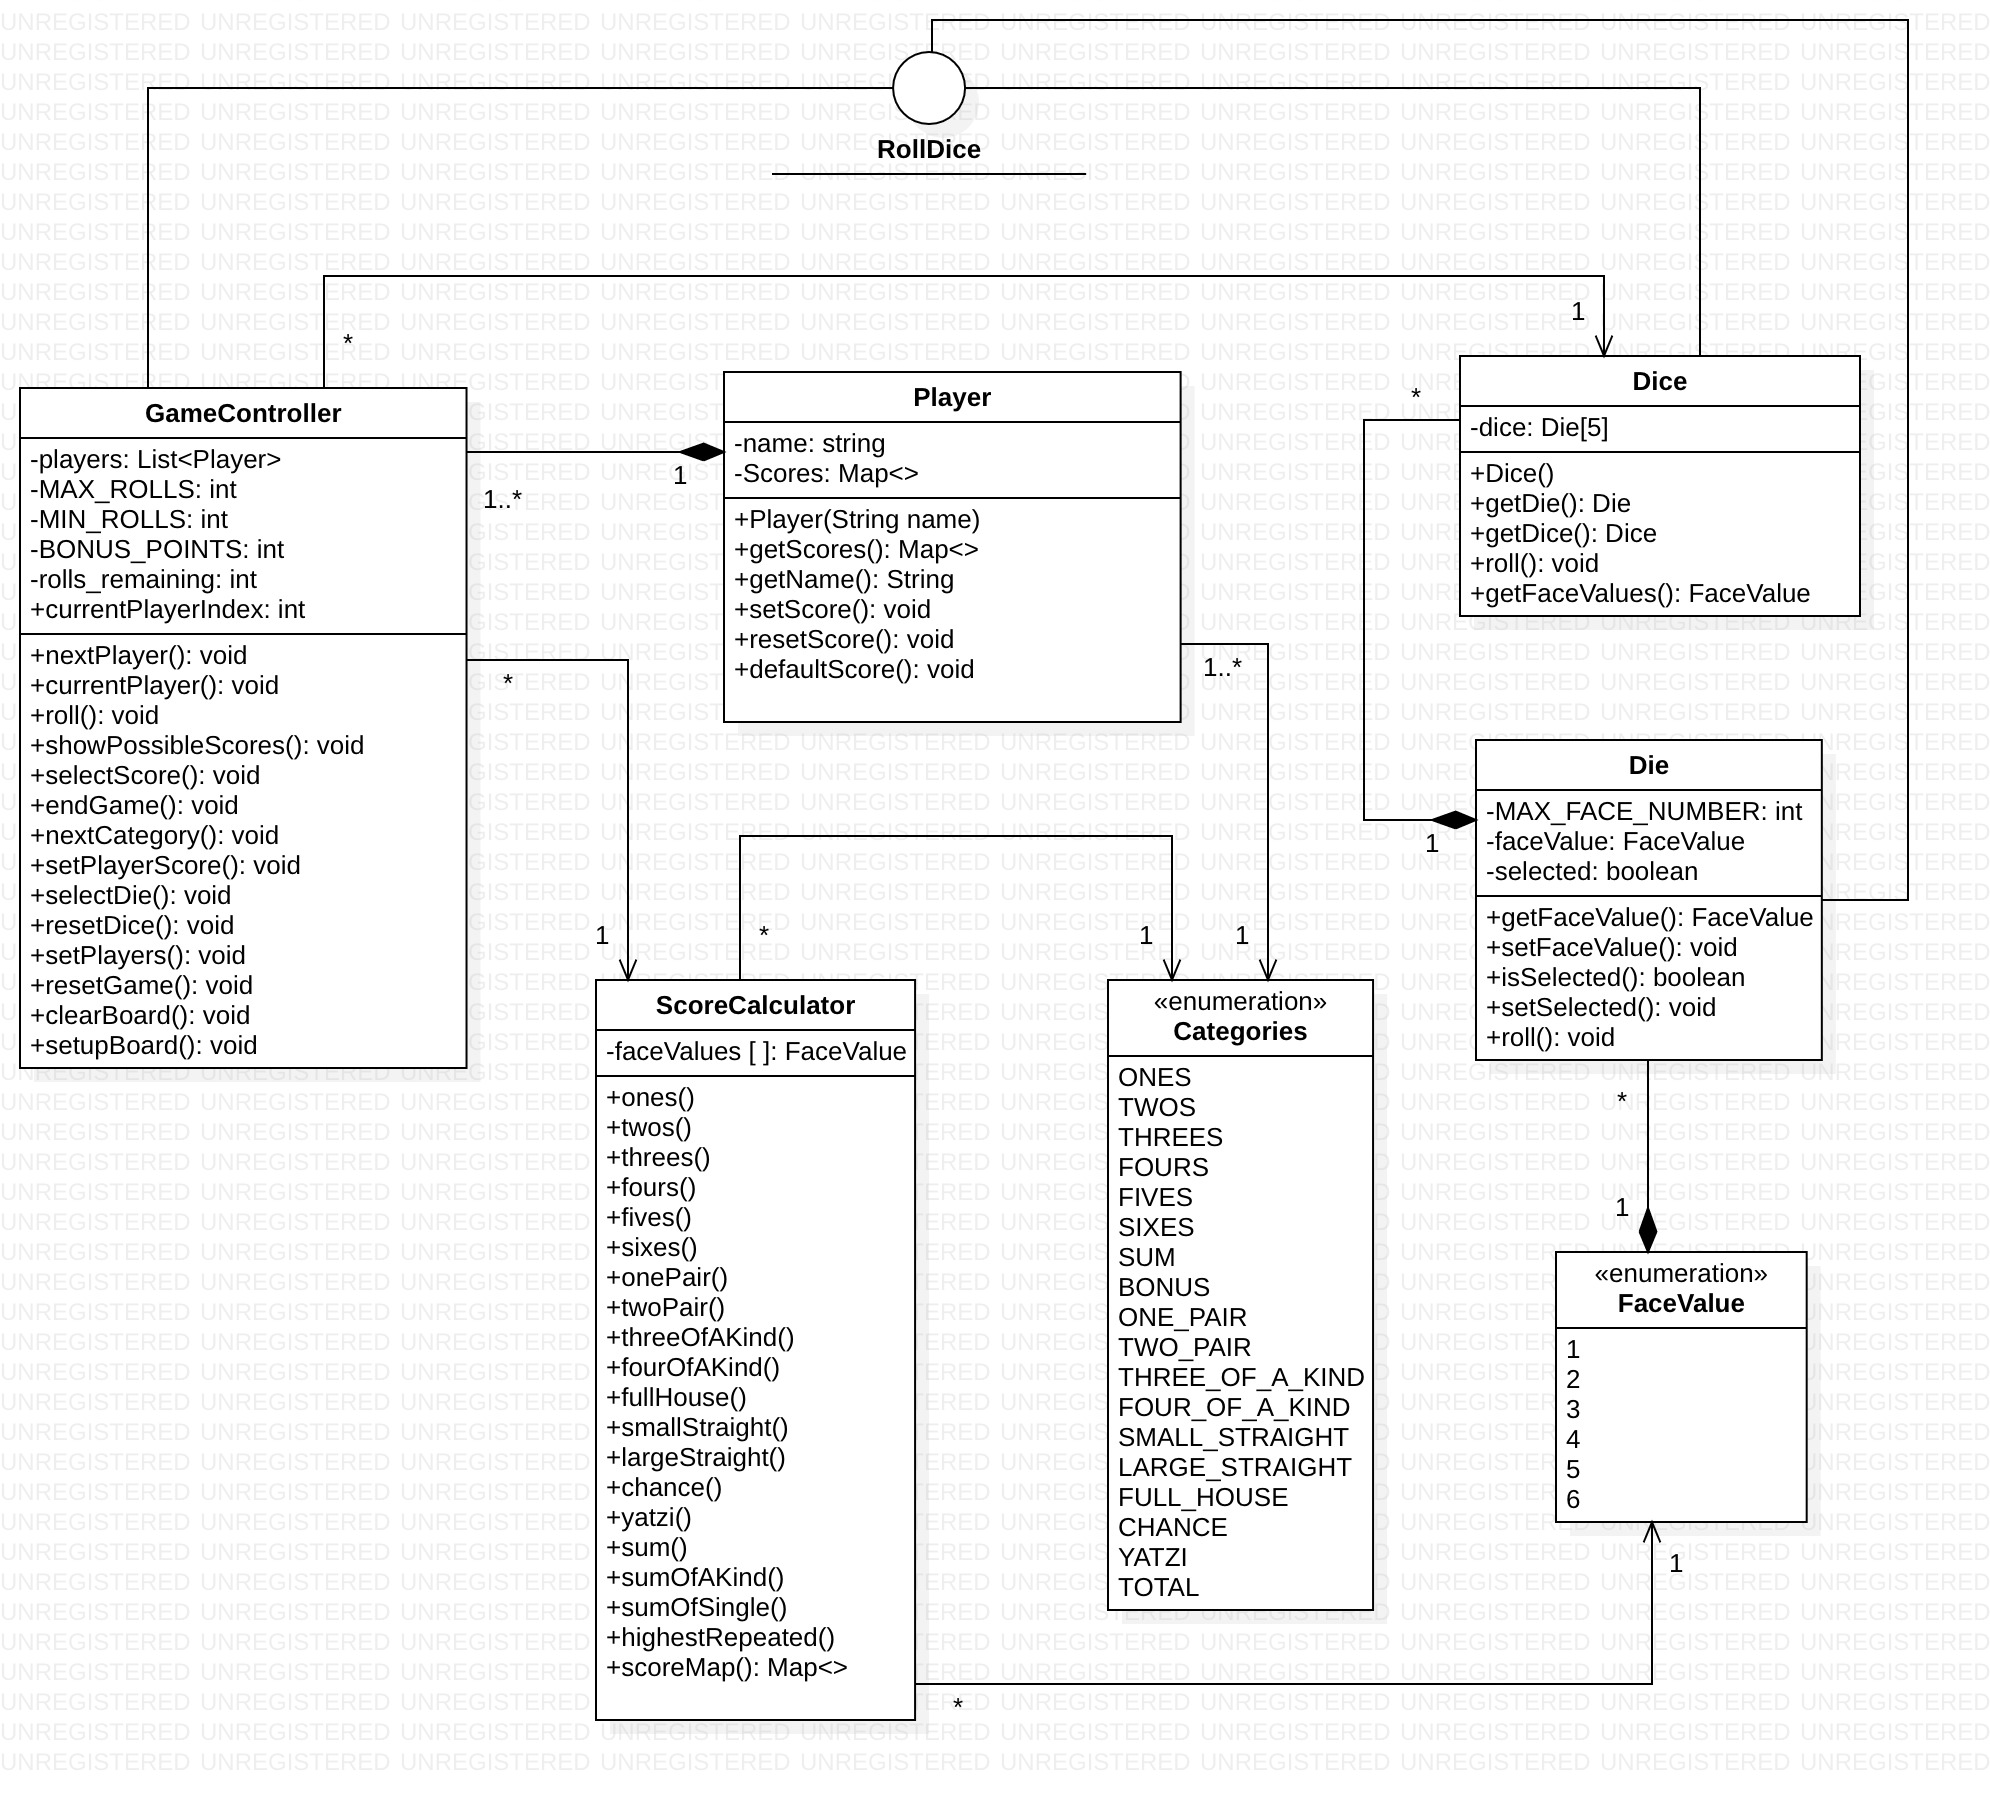 RollDice
*
1
GameController
-players: List<Player>
-MAX_ROLLS: int
-MIN_ROLLS: int
-BONUS_POINTS: int
-rolls_remaining: int
+currentPlayerIndex: int
+nextPlayer(): void
+currentPlayer(): void
+roll(): void
+showPossibleScores(): void
+selectScore(): void
+endGame(): void
+nextCategory(): void
+setPlayerScore(): void
+selectDie(): void
+resetDice(): void
+setPlayers(): void
+resetGame(): void
+clearBoard(): void
+setupBoard(): void
1..*
1
*
1
Player
-name: string
-Scores: Map<>
+Player(String name)
+getScores(): Map<>
+getName(): String
+setScore(): void
+resetScore(): void
+defaultScore(): void
1..*
1
Dice
-dice: Die[5]
+Dice()
+getDie(): Die
+getDice(): Dice
+roll(): void
+getFaceValues(): FaceValue
*
1
Die
-MAX_FACE_NUMBER: int
-faceValue: FaceValue
-selected: boolean
+getFaceValue(): FaceValue
+setFaceValue(): void
+isSelected(): boolean
+setSelected(): void
+roll(): void
*
1
ScoreCalculator
-faceValues [ ]: FaceValue
+ones()
+twos()
+threes()
+fours()
+fives()
+sixes()
+onePair()
+twoPair()
+threeOfAKind()
+fourOfAKind()
+fullHouse()
+smallStraight()
+largeStraight()
+chance()
+yatzi()
+sum()
+sumOfAKind()
+sumOfSingle()
+highestRepeated()
+scoreMap(): Map<>
*
1
«enumeration»
Categories
ONES
TWOS
THREES
FOURS
FIVES
SIXES
SUM
BONUS
ONE_PAIR
TWO_PAIR
THREE_OF_A_KIND
FOUR_OF_A_KIND
SMALL_STRAIGHT
LARGE_STRAIGHT
FULL_HOUSE
CHANCE
YATZI
TOTAL
«enumeration»
FaceValue
1
2
3
4
5
6
1
*
UNREGISTERED